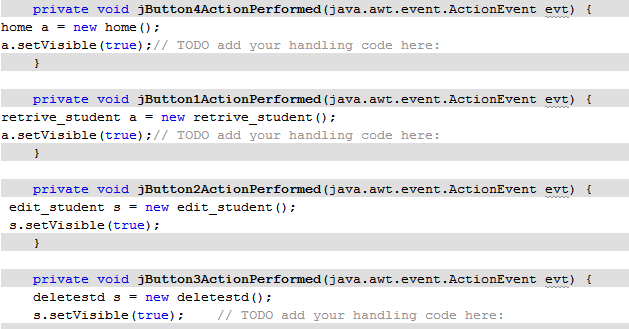 private void jButton4ActionPerformed(java.awt.event.ActionEvent evt) {
home a = new home();
a.setVisible(true);// TODO add your handling code here:
}
private void jButton1ActionPerformed(java.awt.event.ActionEvent evt) {
retrive_student a = new retrive_student();
a.setVisible(true);// TODO add your handling code here:
}
private void jButton2ActionPerformed(java.awt.event.ActionEvent evt) {
edit_student s = new edit_student();
s.setVisible(true);
}
private void jButton3ActionPerformed(java.awt.event.ActionEvent evt) {
deletestd s = new deletestd();
s.setVisible(true);    // TODO add your handling code here: